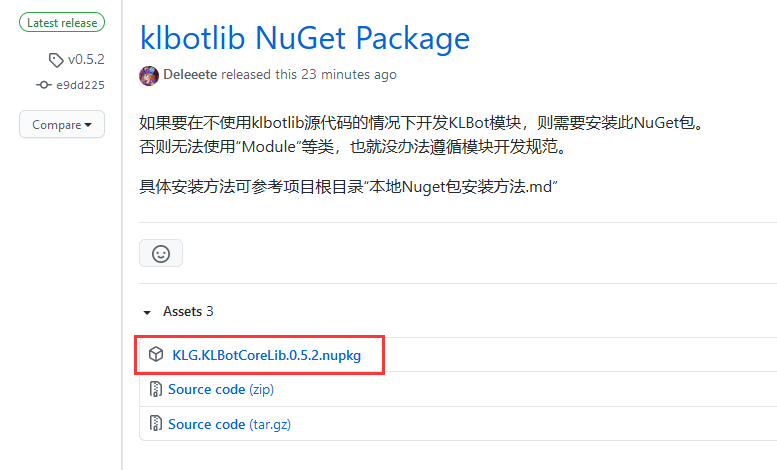 Latest release
v0.5.2
e9dd225
Compare
klbotlib NuGet Package
Deleeete released this 23 minutes ago
如果要在不使用klbotlib源代码的情况下开发KLBot模块，则需要安装此NuGet包。
否则无法使用“Module”等类，也就没办法遵循模块开发规范。
具体安装方法可参考项目根目录“本地Nuget包安装方法.md”
Assets 3
KLG.KLBotCoreLib.0.5.2.nupkg
Source code (zip)
Source code (tar.gz)